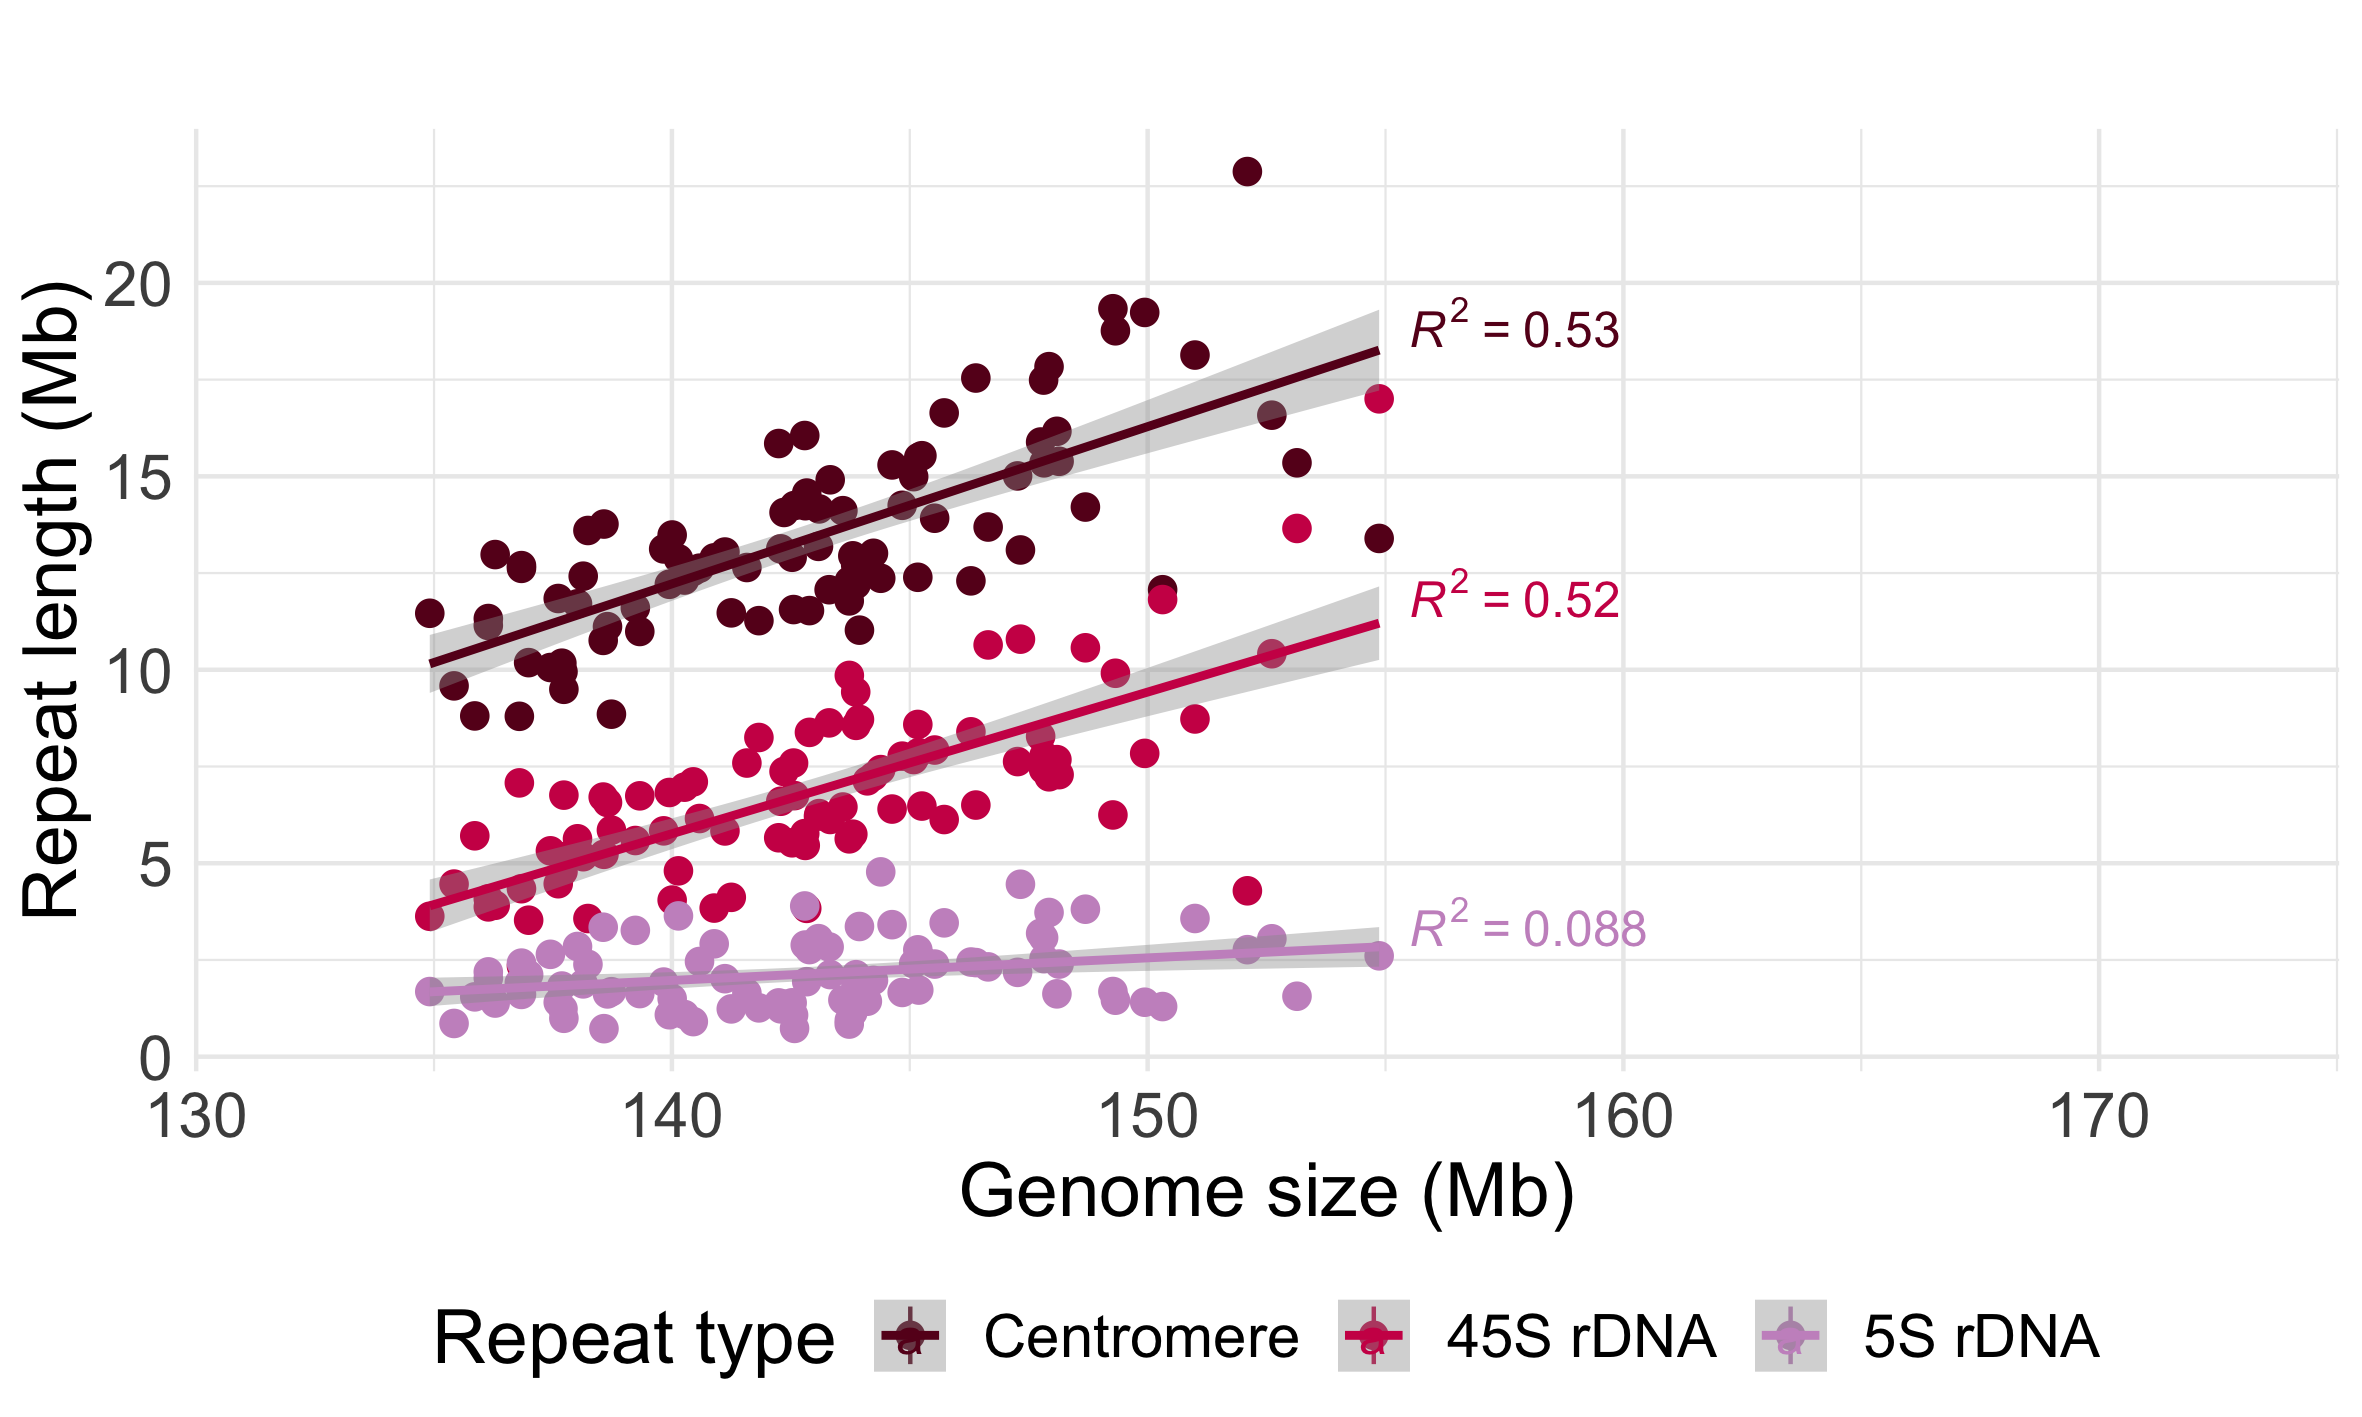 Repeat length (Mb)
20
15
10
5
0
R² = 0.53
R² = 0.52
R² = 0.088
130 140 150 160 170
Genome size (Mb)
Repeat type Centromere 45S rDNA 5S rDNA